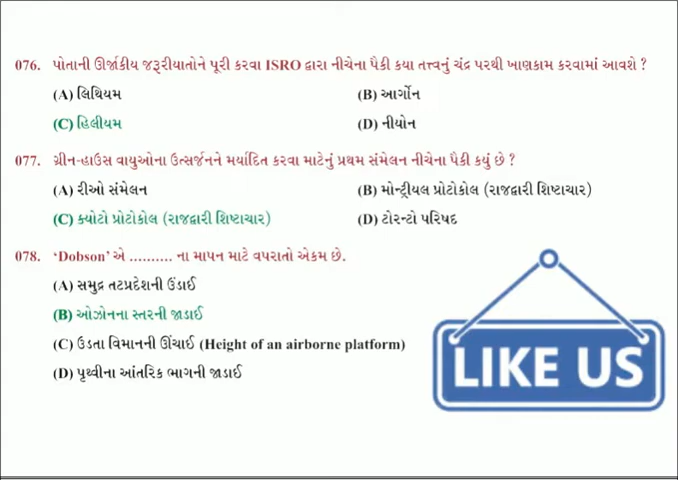 076. પોતાની ઊર્જાકીય જરૂરીયાતોને પૂરી કરવા ISRO દ્વારા નીચેના પૈકી કયા તત્ત્વનું ચંદ્ર પરથી ખાણકામ કરવામાં આવશે ?
(A) લિથિયમ (B) આર્ગોન
(C) હિલીયમ (D) નીયોન
077. ગ્રીન-હાઉસ વાયુઓના ઉત્સર્જનને મર્યાદિત કરવા માટેનું પ્રથમ સંમેલન નીચેના પૈકી કયું છે ?
(A) રીઓ સંમેલન (B) મોન્ટ્રીયલ પ્રોટોકોલ (રાજદ્વારી શિષ્ટાચાર)
(C) ક્યોટો પ્રોટોકોલ (રાજદ્વારી શિષ્ટાચાર) (D) ટોરન્ટો પરિષદ
078. ‘Dobson’ એ .......... ના માપન માટે વપરાતો એકમ છે.
(A) સમુદ્ર તટપ્રદેશની ઉંડાઈ
(B) ઓઝોનના સ્તરની જાડાઈ
(C) ઉડતા વિમાનની ઊંચાઈ (Height of an airborne platform)
(D) પૃથ્વીના આંતરિક ભાગની જાડાઈ
LIKE US